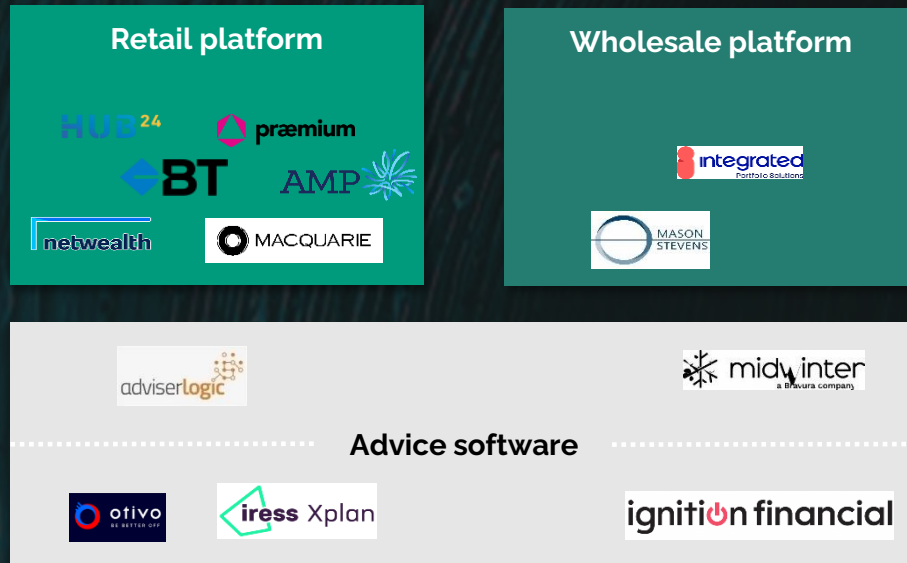 Retail platform
HUB24
præmium
BT
AMP
netwealth
MACQUARIE
Wholesale platform
integrated
Portfolio Solutions
MASON
STEVENS
adviserlogic
midwinter
a Bravura company
Advice software
otivo
BE BETTER OFF
iress Xplan
ignition financial